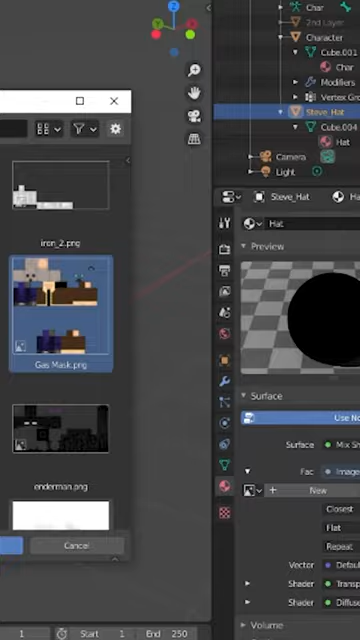 Char
2nd Layer
Character
Cube.001
Char
Modifiers
Vertex Gro
Steve_Hat
Cube.004
Hat
Camera
Light
Z
iron_2.png
Gas Mask.png
enderman.png
Cancel
Steve_Hat
Ha
Hat
Preview
Surface
Use No
Surface
Mix Sh
Fac
Image
New
Closest
Flat
Repeat
Vector
Defaul
Shader
Transp
Shader
Diffus
Volume
1
Start
1
End
250